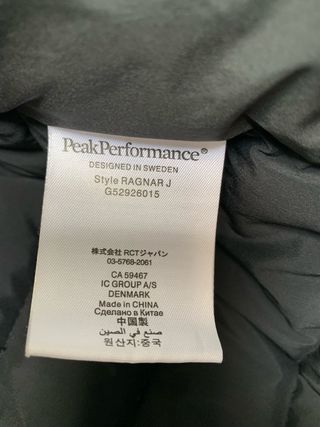 PeakPerformance®
DESIGNED IN SWEDEN
Style RAGNAR J
G52926015
株式会社 RCTジャパン
03-5768-2061
CA 59467
IC GROUP A/S
DENMARK
Made in CHINA
Сделано в Китае
中国製
صنع في الصين
원산지:중국